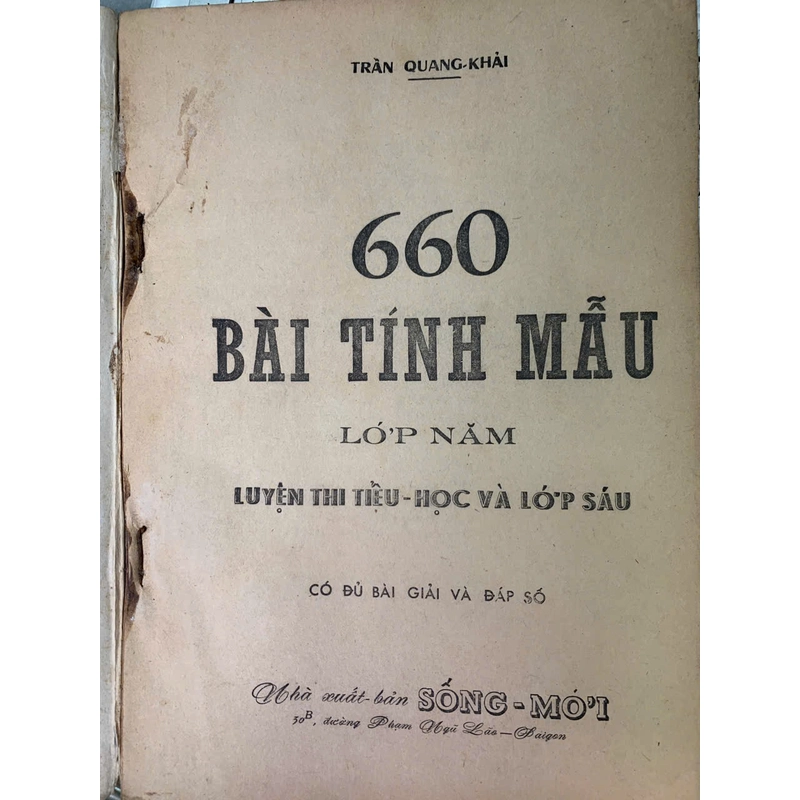 TRẦN QUANG-KHẢI
660
BÀI TÍNH MẪU
LỚP NĂM
LUYỆN THI TIỂU-HỌC VÀ LỚP SÁU
CÓ ĐỦ BÀI GIẢI VÀ ĐÁP SỐ
Nhà xuất-bản SỐNG-MỚI
30B, đường Phạm Ngũ Lão — Saigon